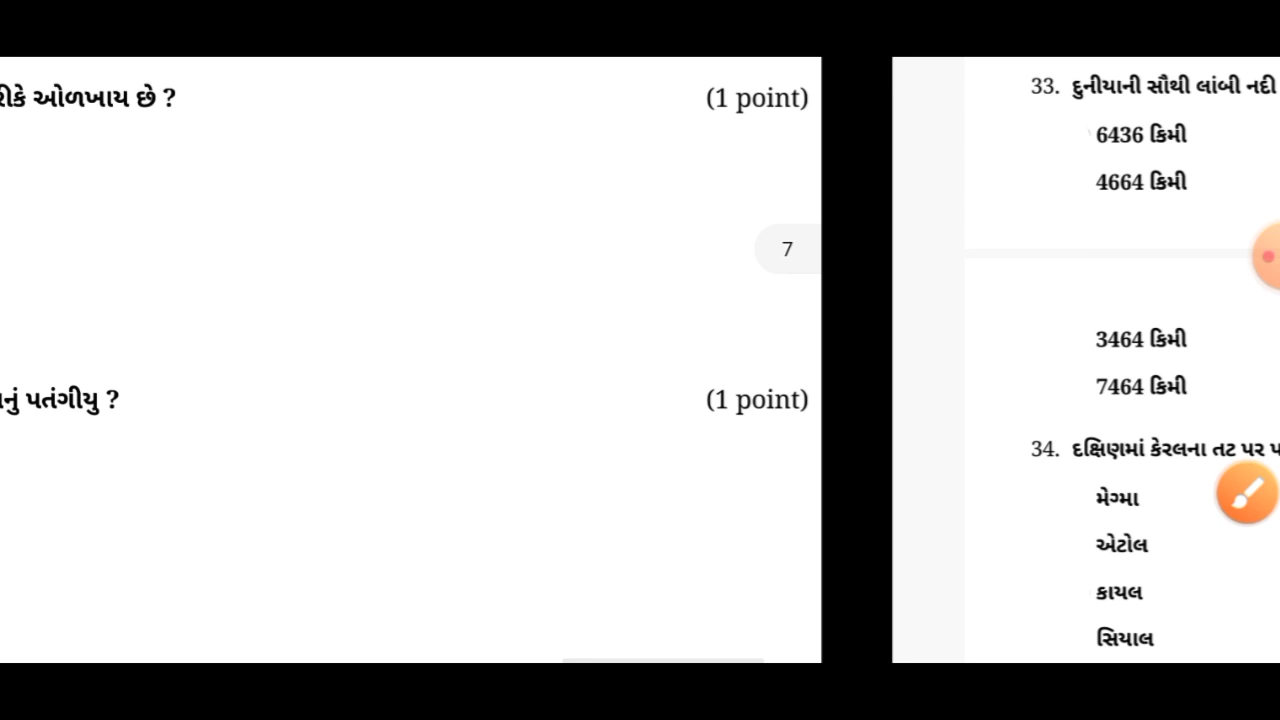 ઓળખાય છે ?
(1 point)
7
પતંગીયુ ?
(1 point)
33. દુનીયાની સૌથી લાંબી નદી
6436 કિમી
4664 કિમી
3464 કિમી
7464 કિમી
34. દક્ષિણમાં કેરલના તટ પર
મેગ્મા
એટોલ
કાયલ
સિયાલ